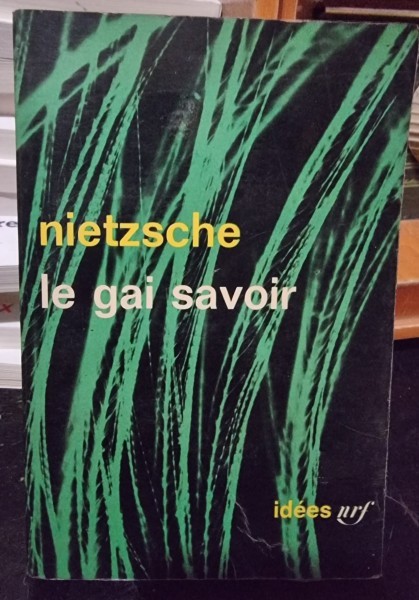 nietzsche
le gai savoir
idées nrf